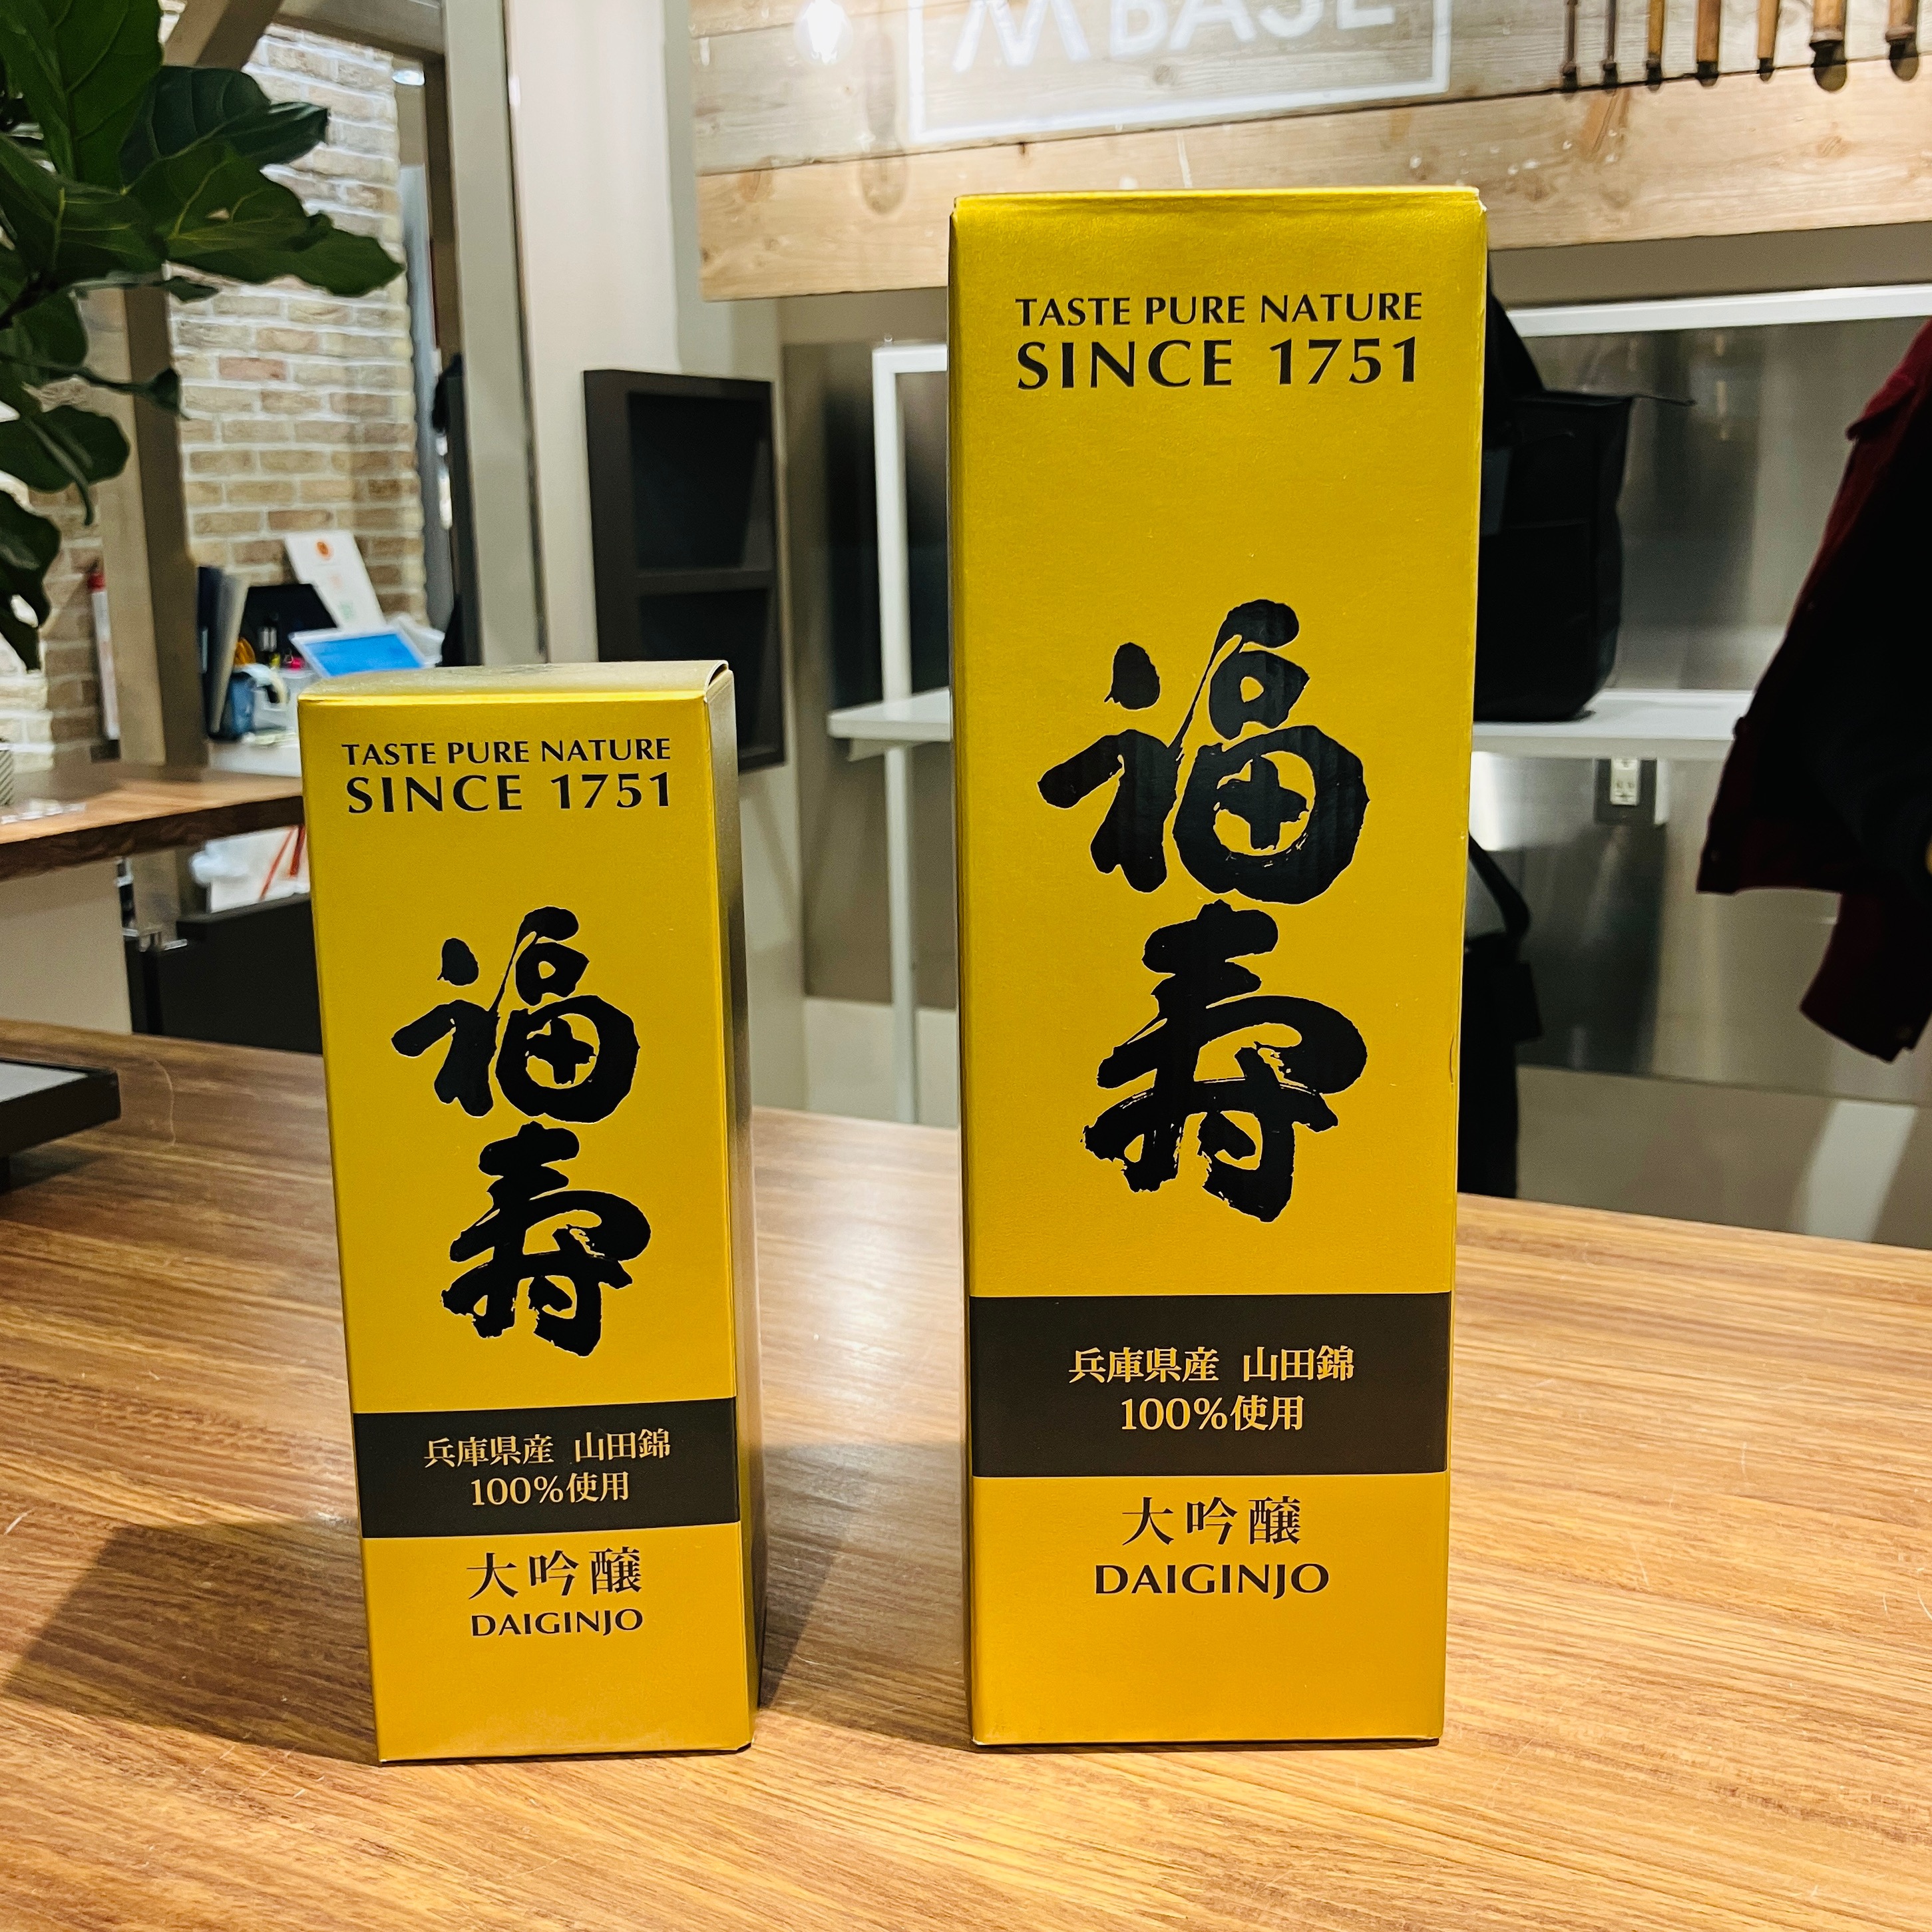 M BASE
TASTE PURE NATURE
SINCE 1751
福寿
兵庫県産 山田錦
100%使用
大吟醸
DAIGINJO
TASTE PURE NATURE
SINCE 1751
福寿
兵庫県産 山田錦
100%使用
大吟醸
DAIGINJO